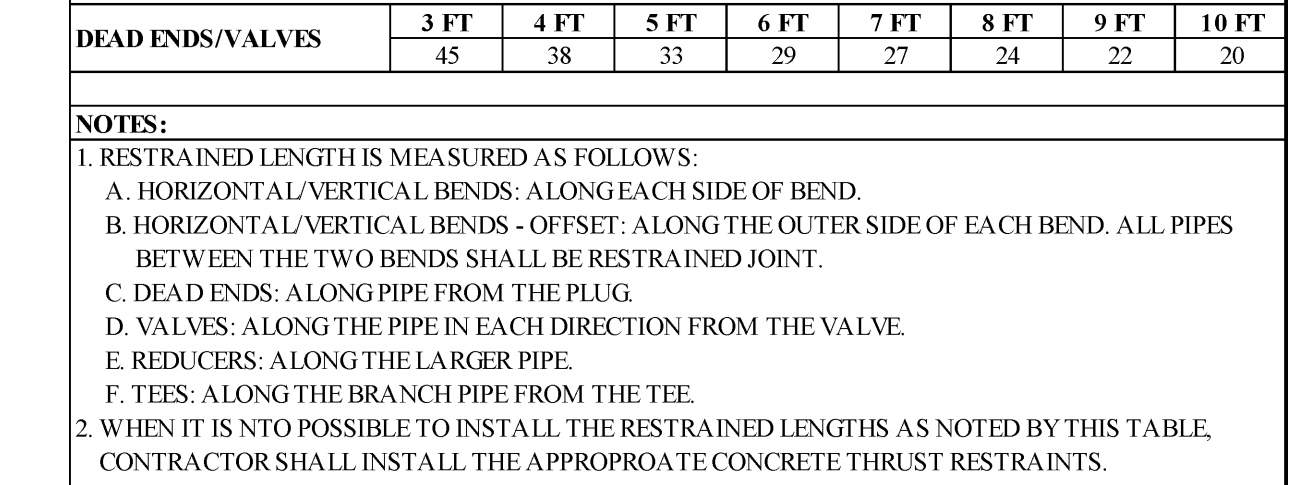 DEAD ENDS/VALVES 3 FT 4 FT 5 FT 6 FT 7 FT 8 FT 9 FT 10 FT
45 38 33 29 27 24 22 20
NOTES:
1. RESTRAINED LENGTH IS MEASURED AS FOLLOWS:
A. HORIZONTAL/VERTICAL BENDS: ALONG EACH SIDE OF BEND.
B. HORIZONTAL/VERTICAL BENDS - OFFSET: ALONG THE OUTER SIDE OF EACH BEND. ALL PIPES
BETWEEN THE TWO BENDS SHALL BE RESTRAINED JOINT.
C. DEAD ENDS: ALONG PIPE FROM THE PLUG.
D. VALVES: ALONG THE PIPE IN EACH DIRECTION FROM THE VALVE.
E. REDUCERS: ALONG THE LARGER PIPE.
F. TEES: ALONG THE BRANCH PIPE FROM THE TEE.
2. WHEN IT IS NTO POSSIBLE TO INSTALL THE RESTRAINED LENGTHS AS NOTED BY THIS TABLE,
CONTRACTOR SHALL INSTALL THE APPROPROATE CONCRETE THRUST RESTRAINTS.